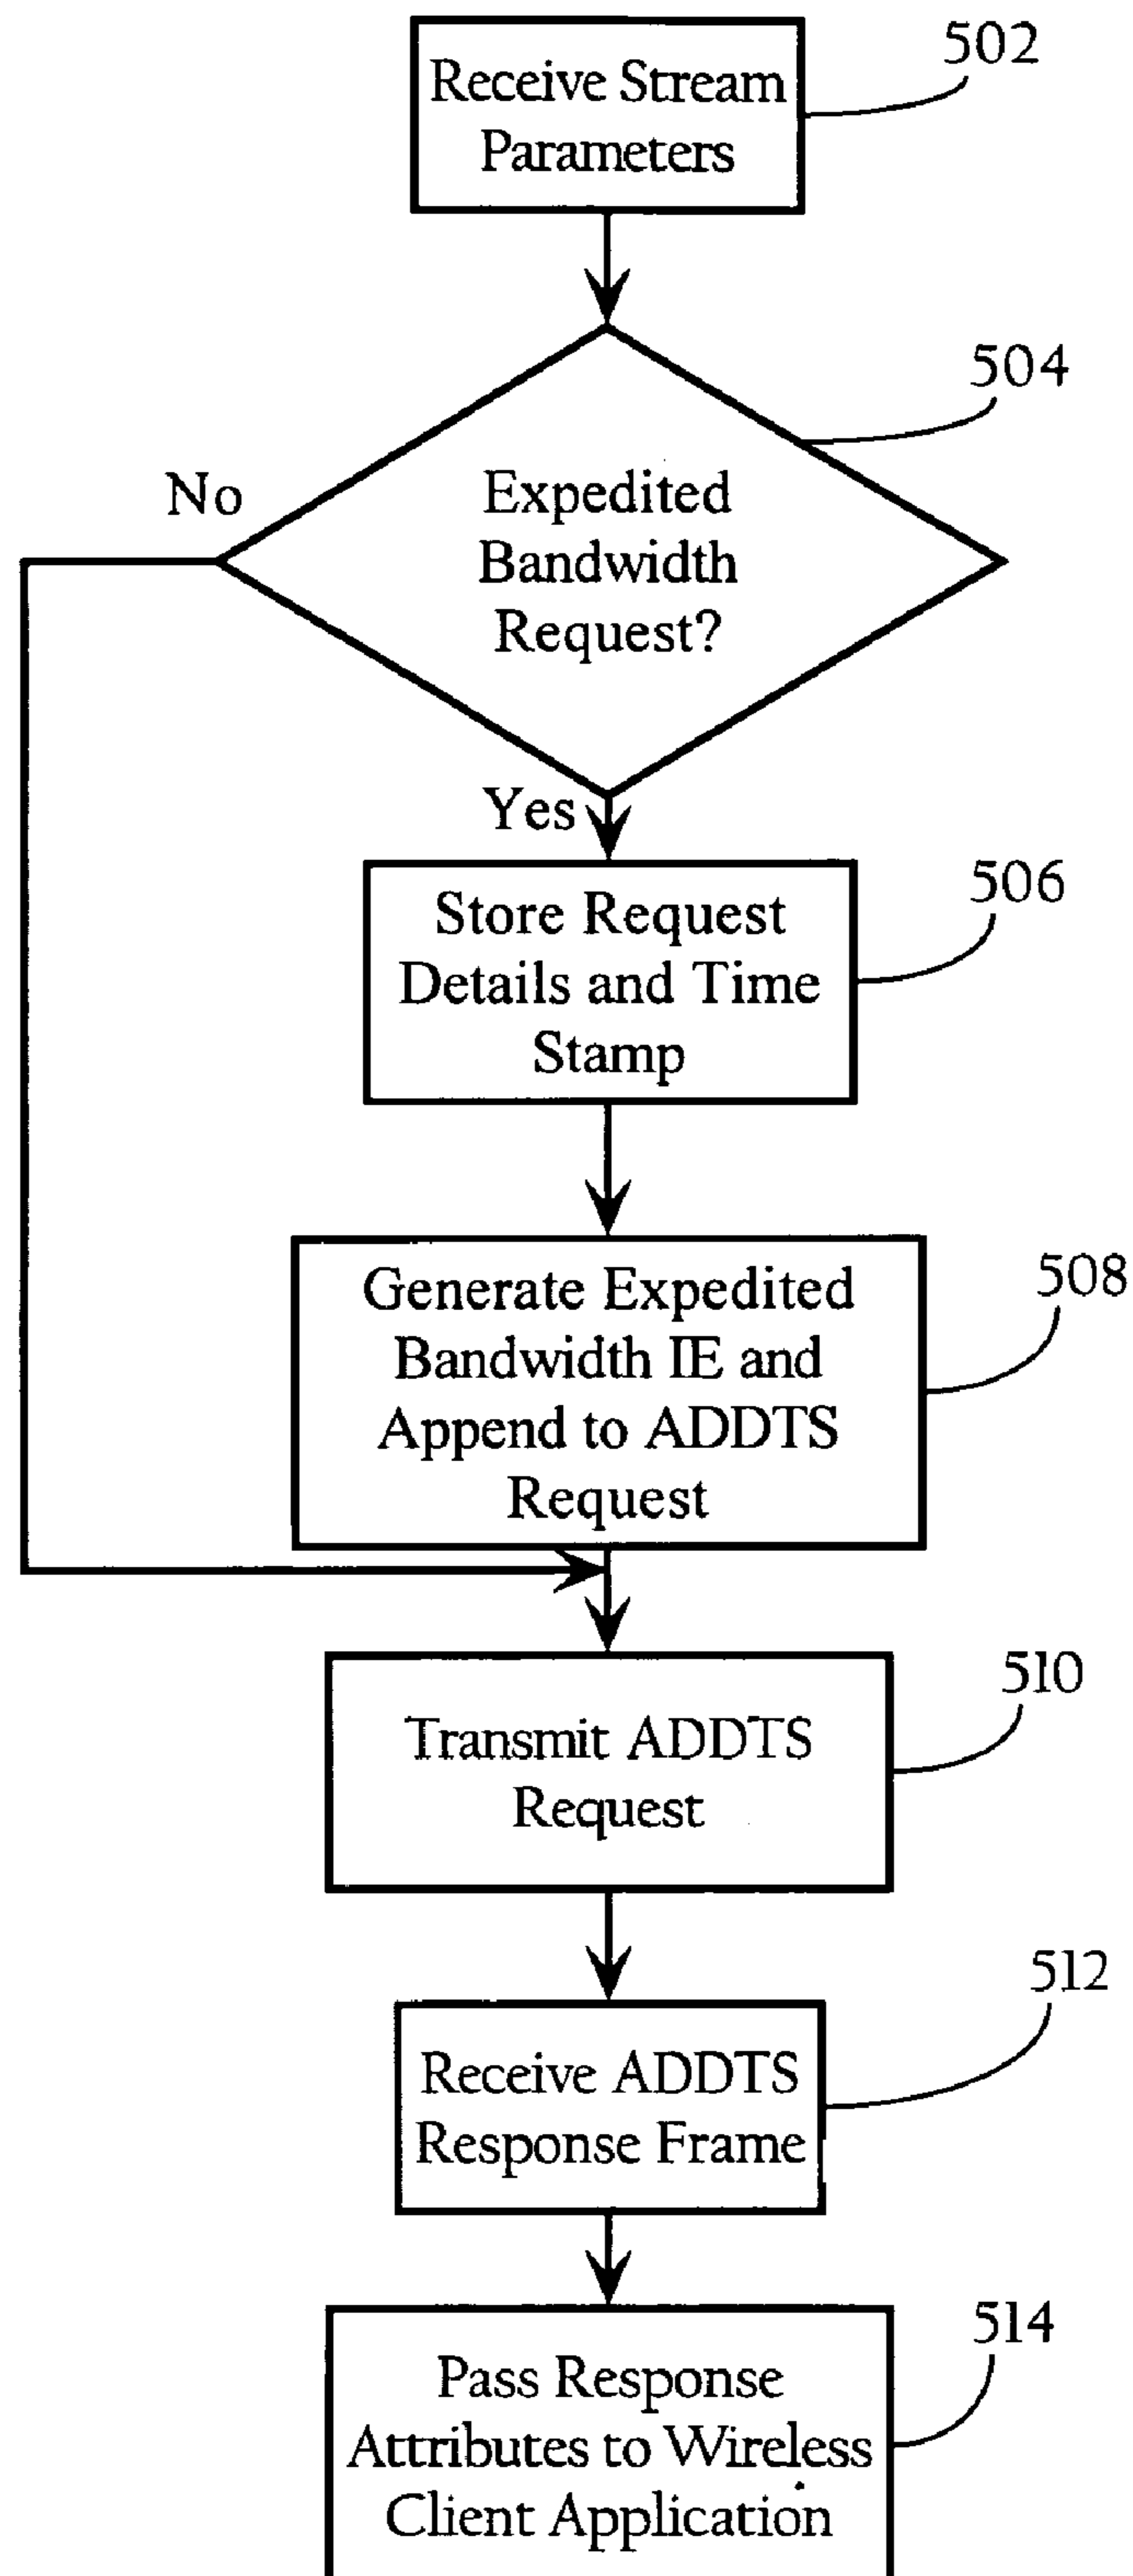 502
Receive Stream
Parameters
504
No
Expedited
Bandwidth
Request?
Yes
506
Store Request
Details and Time
Stamp
508
Generate Expedited
Bandwidth IE and
Append to ADDTS
Request
510
Transmit ADDTS
Request
512
Receive ADDTS
Response Frame
514
Pass Response
Attributes to Wireless
Client Application